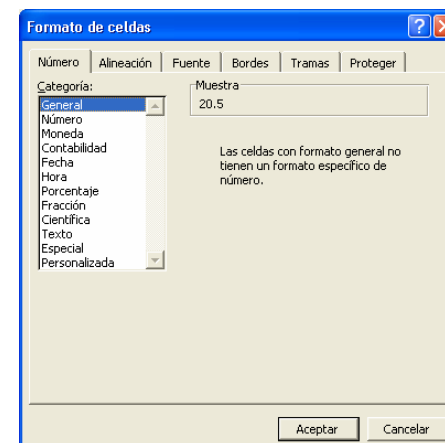 Formato de celdas
Número Alineación Fuente Bordes Tramas Proteger
Categoría:
General
Número
Moneda
Contabilidad
Fecha
Hora
Porcentaje
Fracción
Científica
Texto
Especial
Personalizada
Muestra
20.5
Las celdas con formato general no
tienen un formato específico de
número.
Aceptar Cancelar